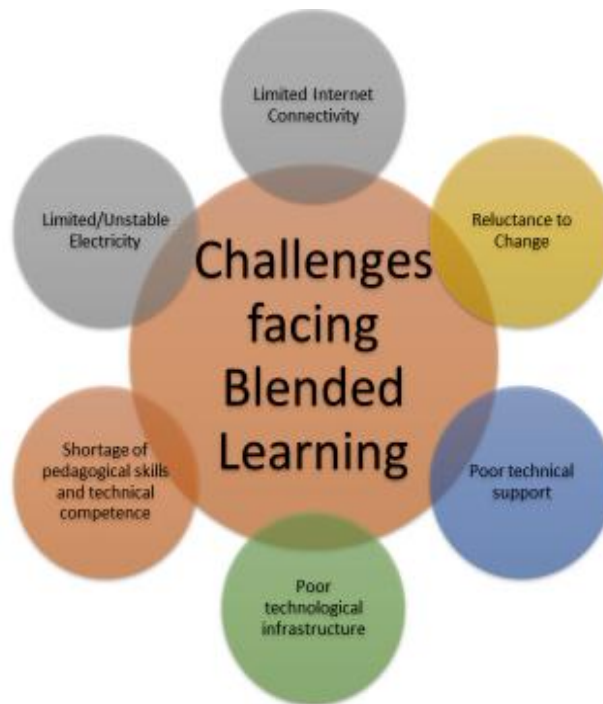 Limited Internet
Connectivity
Limited/Unstable
Electricity
Reluctance to
Change
Challenges
facing
Blended
Learning
Shortage of
pedagogical skills
and technical
competence
Poor technical
support
Poor
technological
infrastructure